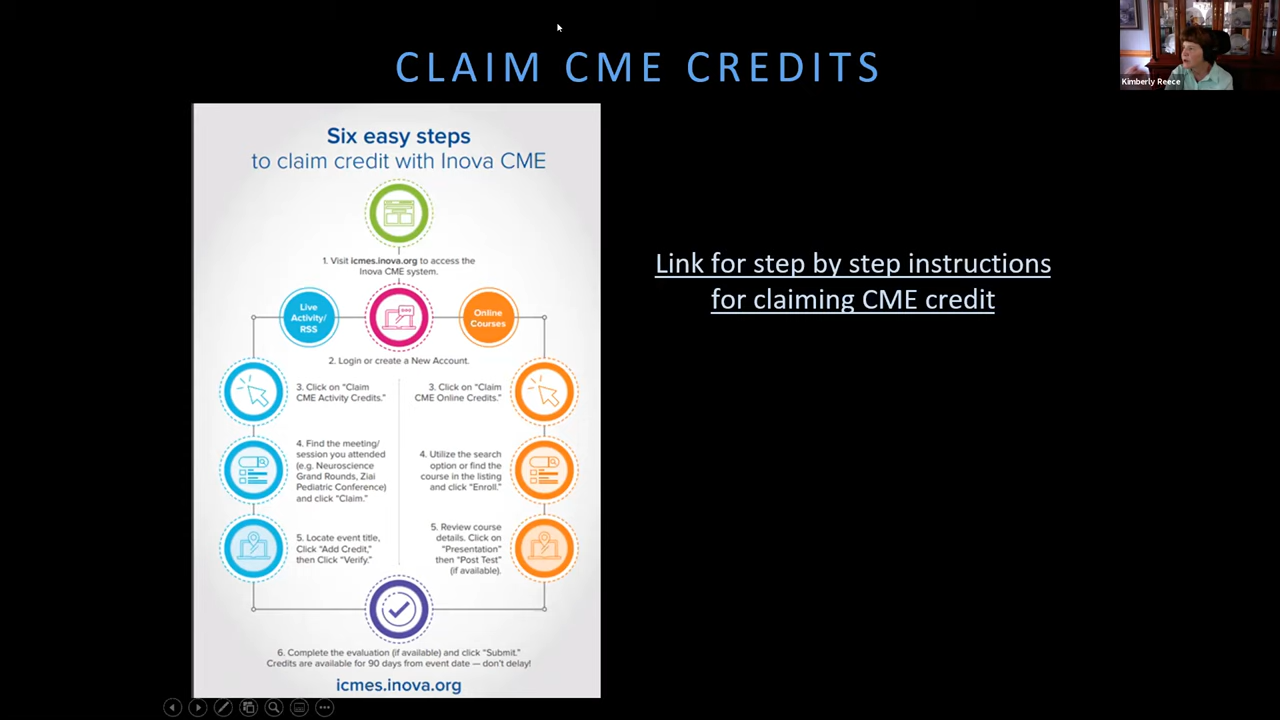 CLAIM CME CREDITS
Kimberly Reece
Six easy steps
to claim credit with Inova CME
1. Visit icmes.inova.org to access the
Inova CME system.
Live
Activity/
RSS
Online
Courses
2. Login or create a New Account.
3. Click on “Claim
CME Activity Credits.”
4. Find the meeting/
session you attended
(e.g. Neuroscience
Grand Rounds, Ziai
Pediatric Conference)
and click “Claim.”
5. Locate event title,
Click “Add Credit,”
then Click “Verify.”
3. Click on “Claim
CME Online Credits.”
4. Utilize the search
option or find the
course in the listing
and click “Enroll.”
5. Review course
details. Click on
“Presentation”
then “Post Test”
(if available).
6. Complete the evaluation (if available) and click “Submit.”
Credits are available for 90 days from event date — don’t delay!
icmes.inova.org
Link for step by step instructions
for claiming CME credit